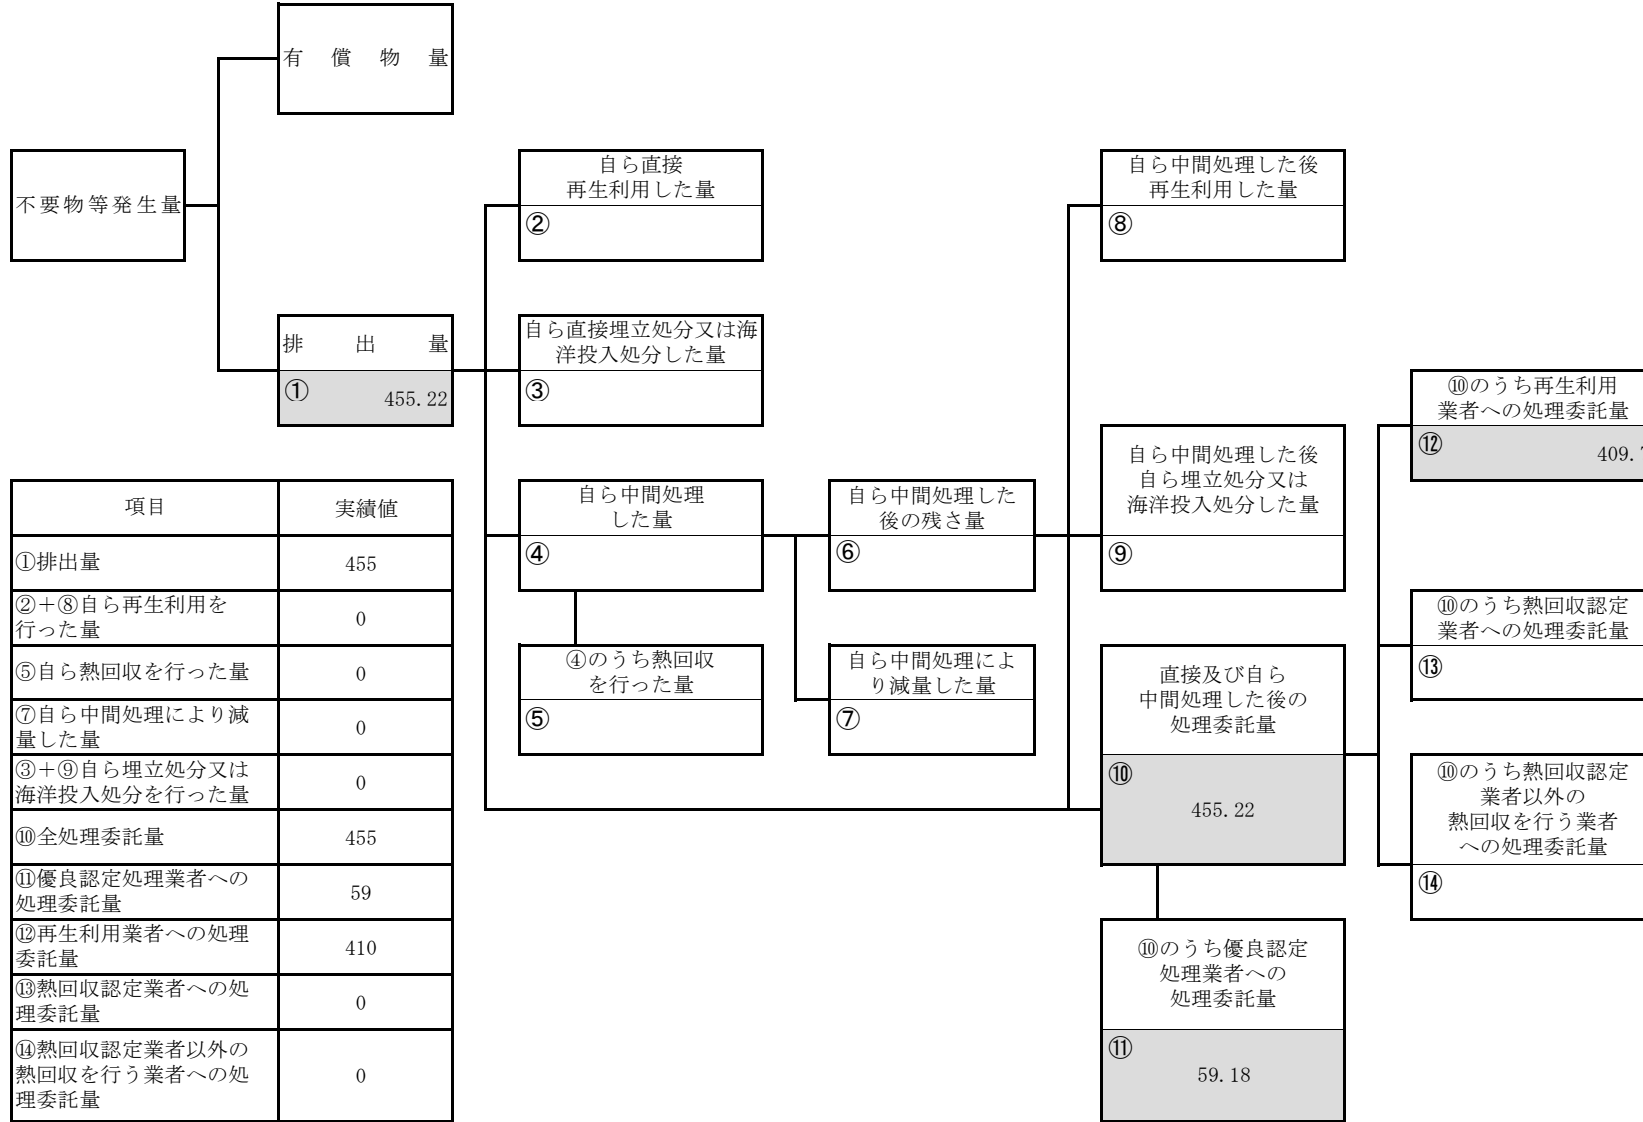 有償物量
不要物等発生量
自ら直接
再生利用した量
②
自ら中間処理した後
再生利用した量
⑧
排出量
① 455.22
自ら直接埋立処分又は海
洋投入処分した量
③
⑩のうち再生利用
業者への処理委託量
⑫ 409.7
自ら中間処理
した量
④
自ら中間処理した
後の残さ量
⑥
自ら中間処理した後
自ら埋立処分又は
海洋投入処分した量
⑨
⑩のうち熱回収認定
業者への処理委託量
⑬
④のうち熱回収
を行った量
⑤
自ら中間処理によ
り減量した量
⑦
直接及び自ら
中間処理した後の
処理委託量
⑩
455.22
⑩のうち熱回収認定
業者以外の
熱回収を行う業者
への処理委託量
⑭
⑩のうち優良認定
処理業者への
処理委託量
⑪
59.18
項目 実績値
①排出量 455
②+⑧自ら再生利用を
行った量 0
⑤自ら熱回収を行った量 0
⑦自ら中間処理により減
量した量 0
③+⑨自ら埋立処分又は
海洋投入処分を行った量 0
⑩全処理委託量 455
⑪優良認定処理業者への
処理委託量 59
⑫再生利用業者への処理
委託量 410
⑬熱回収認定業者への処
理委託量 0
⑭熱回収認定業者以外の
熱回収を行う業者への処
理委託量 0